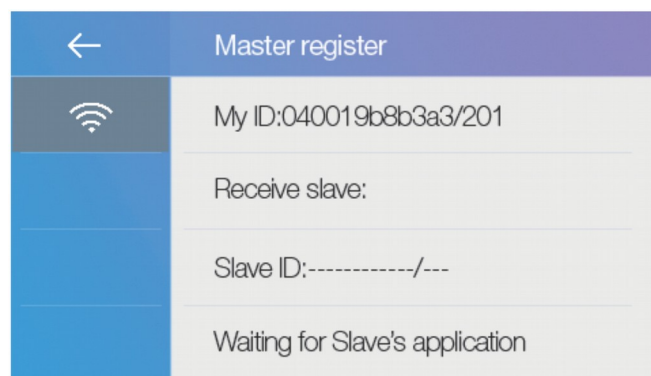 Master register
My ID:040019b8b3a3/201
Receive slave:
Slave ID:------------/---
Waiting for Slave's application